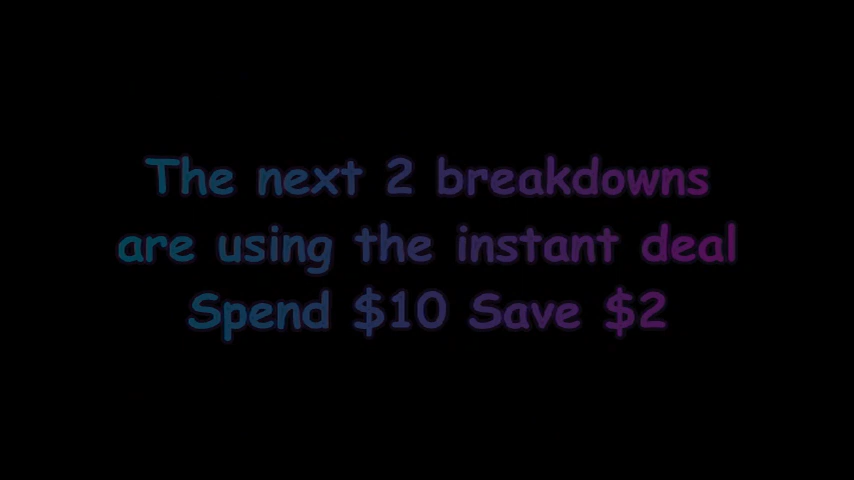 The next 2 breakdowns
are using the instant deal
Spend $10 Save $2